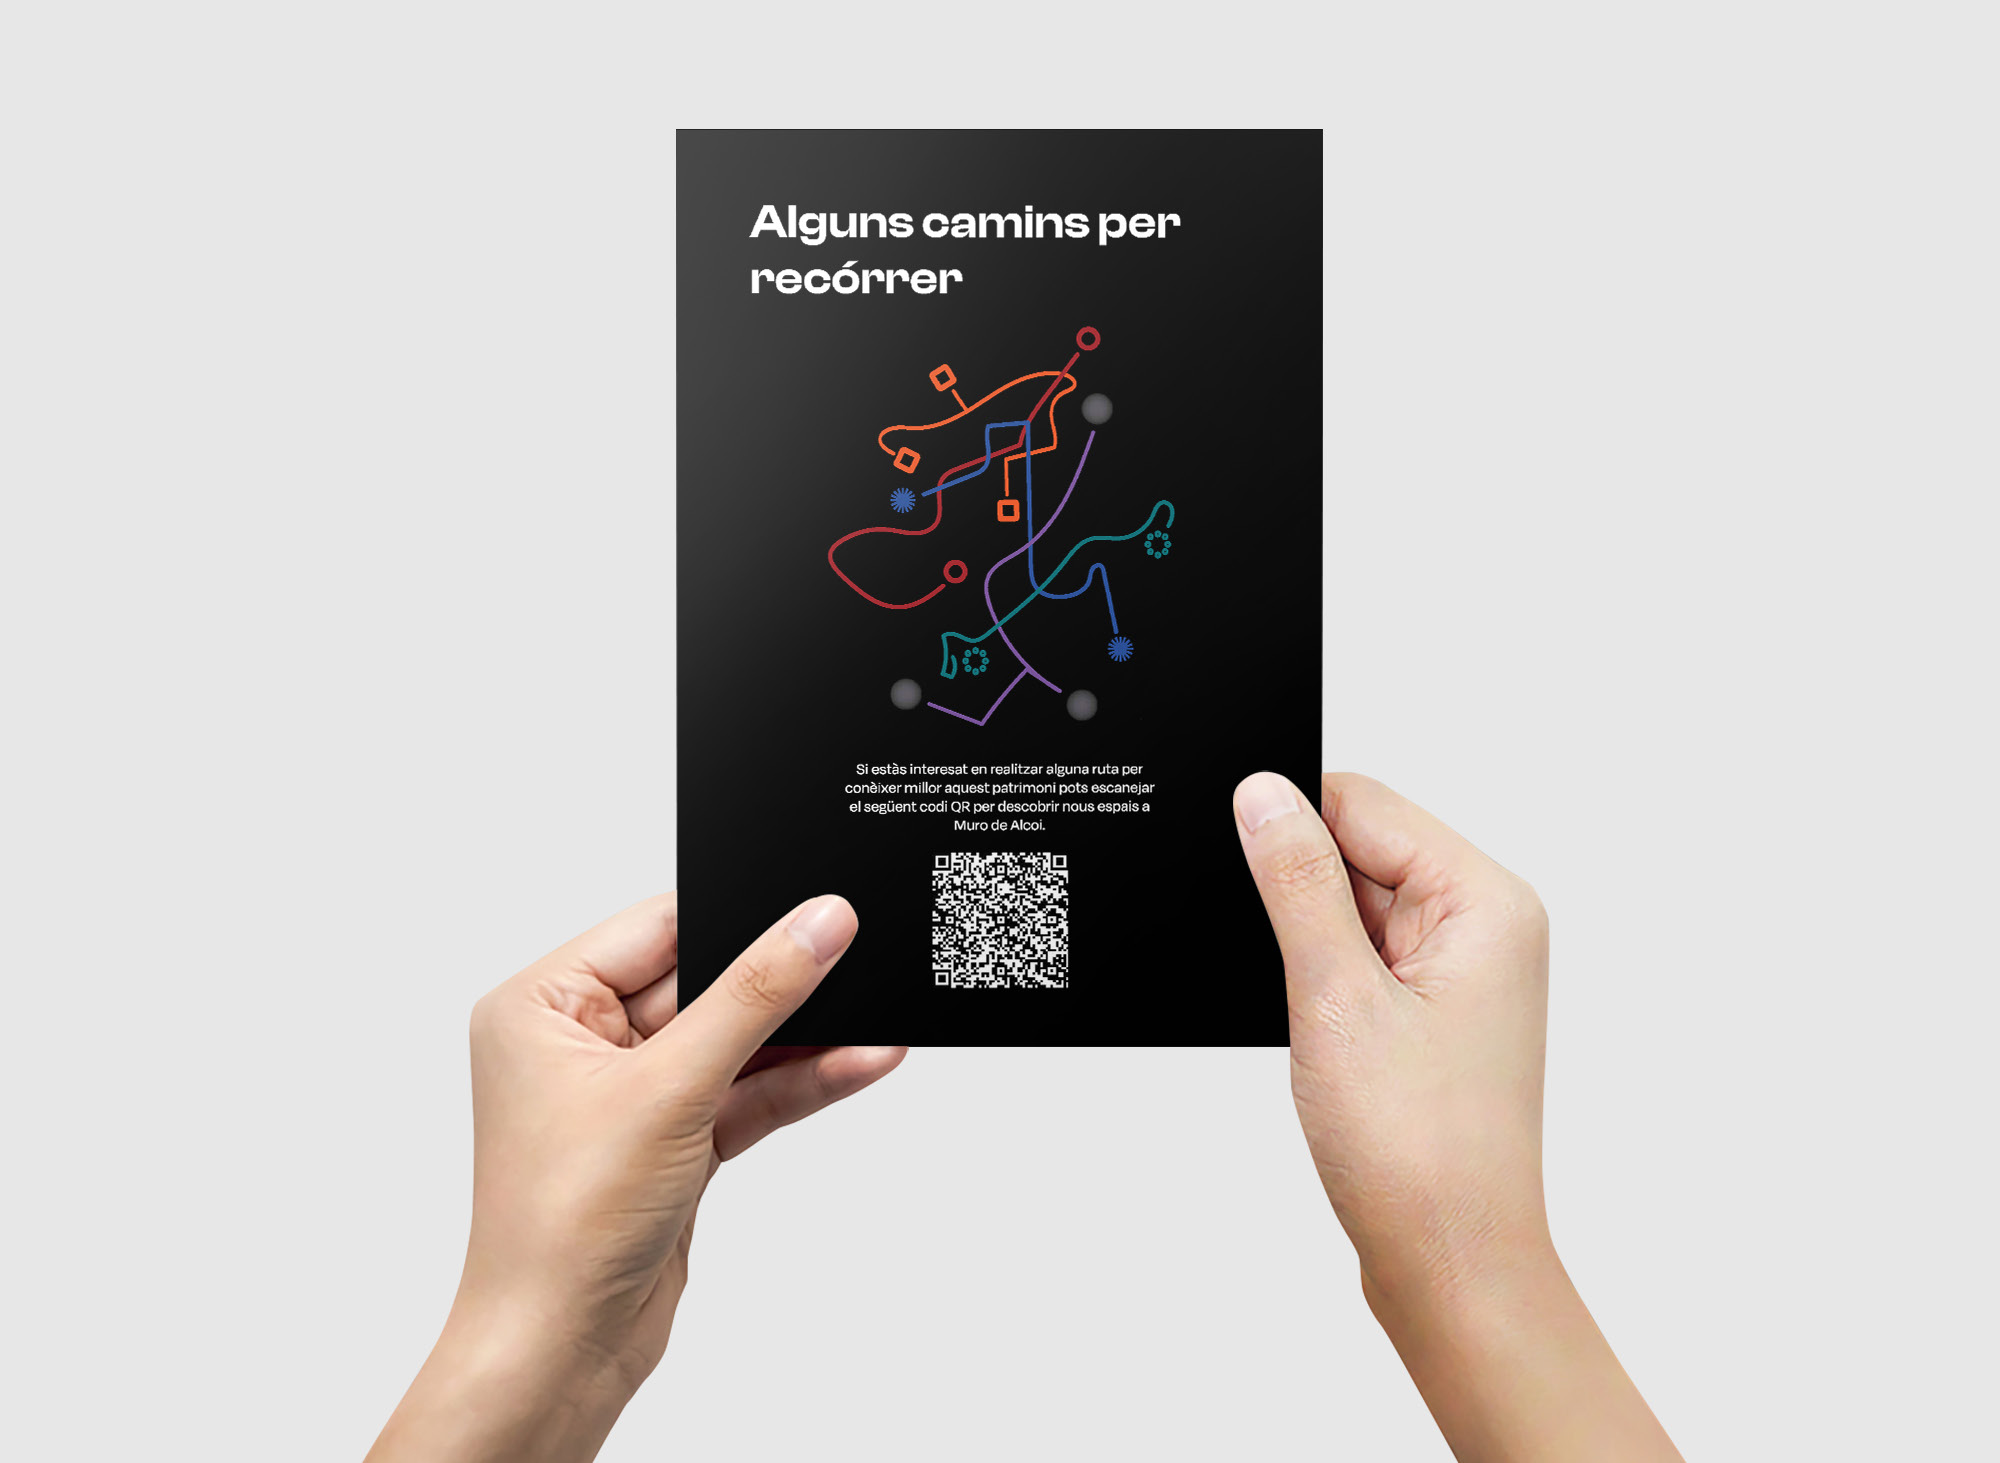 Alguns camins per
recórrer
Si estàs interesat en realitzar alguna ruta per
conèixer millor aquest patrimoni pots escanejar
el següent codi QR per descobrir nous espais a
Muro de Alcoi.